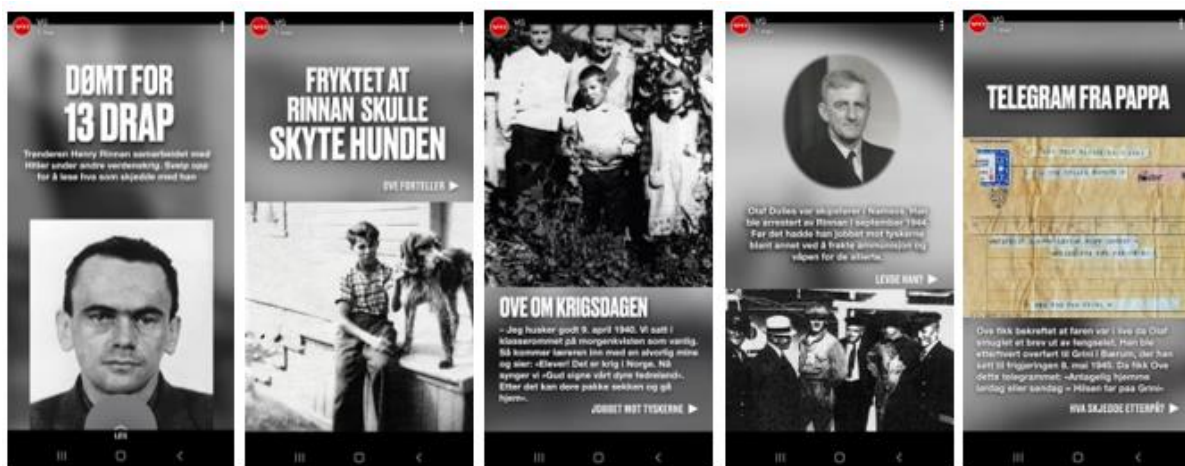 VG
DØMT FOR
13 DRAP
Trønderen Henry Rinnan samarbeidet med
Hitler under andre verdenskrig. Sveip opp
for å lese hva som skjedde med han
LES
VG
FRYKTET AT
RINNAN SKULLE
SKYTE HUNDEN
OVE FORTELLER
VG
OVE OM KRIGSDAGEN
– Jeg husker godt 9. april 1940. Vi satt i
klasserommet på morgenkvisten som vanlig.
Så kommer læreren inn med en alvorlig mine
og sier: «Elever! Det er krig i Norge. Nå
synger vi «Gud signe vårt dyre fedreland».
Etter det kan dere pakke sekken og gå
hjem».
JOBBET MOT TYSKERNE
VG
Olaf Dolles var skipsfører i Namsos. Han
ble arrestert av Rinnan i september 1944.
Før det hadde han jobbet mot tyskerne
blant annet ved å frakte ammunisjon og
våpen for de allierte.
LEVDE HAN?
VG
TELEGRAM FRA PAPPA
Ove fikk bekreftet at faren var i live da Olaf
smuglet et brev ut av fengselet. Han ble
etterhvert overført til Grini i Bærum, der han
satt til frigjøringen 8. mai 1945. Da fikk Ove
dette telegrammet: «Antagelig hjemme
lørdag eller søndag = Hilsen far paa Grini»
HVA SKJEDDE ETTERPÅ?